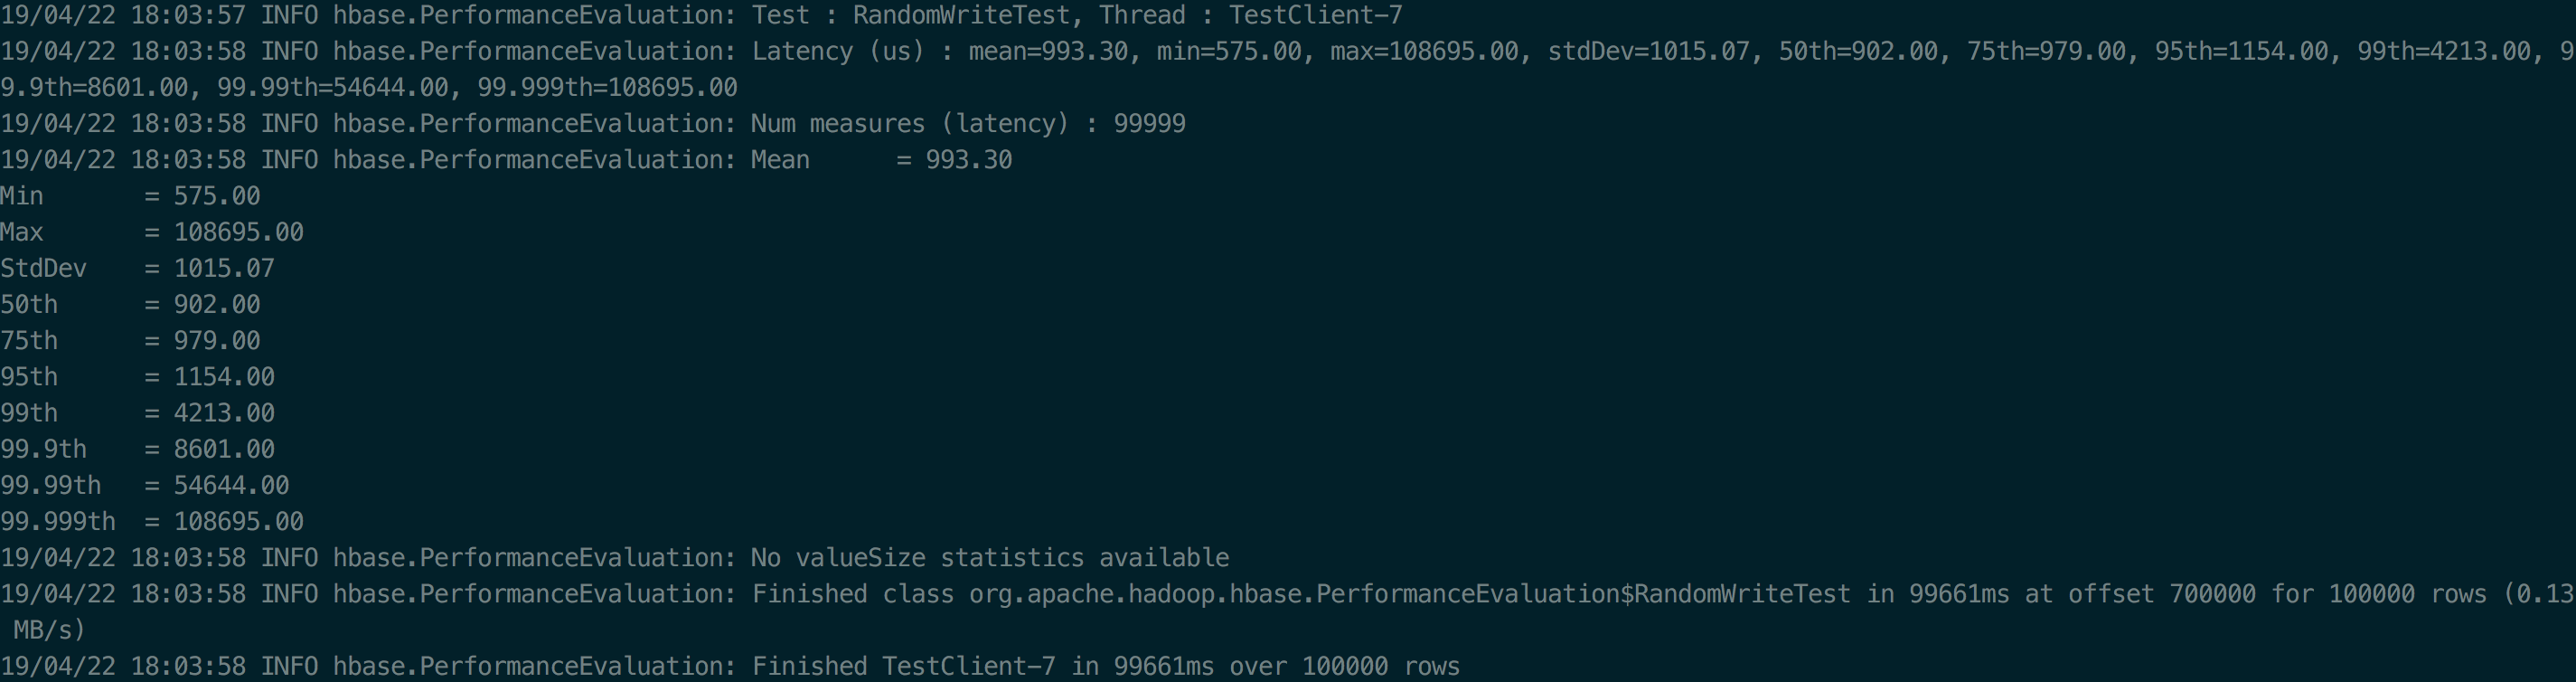 19/04/22 18:03:57 INFO hbase.PerformanceEvaluation: Test : RandomWriteTest, Thread : TestClient-7
19/04/22 18:03:58 INFO hbase.PerformanceEvaluation: Latency (us) : mean=993.30, min=575.00, max=108695.00, stdDev=1015.07, 50th=902.00, 75th=979.00, 95th=1154.00, 99th=4213.00, 9
9.9th=8601.00, 99.99th=54644.00, 99.999th=108695.00
19/04/22 18:03:58 INFO hbase.PerformanceEvaluation: Num measures (latency) : 99999
19/04/22 18:03:58 INFO hbase.PerformanceEvaluation: Mean      = 993.30
Min       = 575.00
Max       = 108695.00
StdDev    = 1015.07
50th      = 902.00
75th      = 979.00
95th      = 1154.00
99th      = 4213.00
99.9th    = 8601.00
99.99th   = 54644.00
99.999th  = 108695.00
19/04/22 18:03:58 INFO hbase.PerformanceEvaluation: No valueSize statistics available
19/04/22 18:03:58 INFO hbase.PerformanceEvaluation: Finished class org.apache.hadoop.hbase.PerformanceEvaluation$RandomWriteTest in 99661ms at offset 700000 for 100000 rows (0.13
 MB/s)
19/04/22 18:03:58 INFO hbase.PerformanceEvaluation: Finished TestClient-7 in 99661ms over 100000 rows